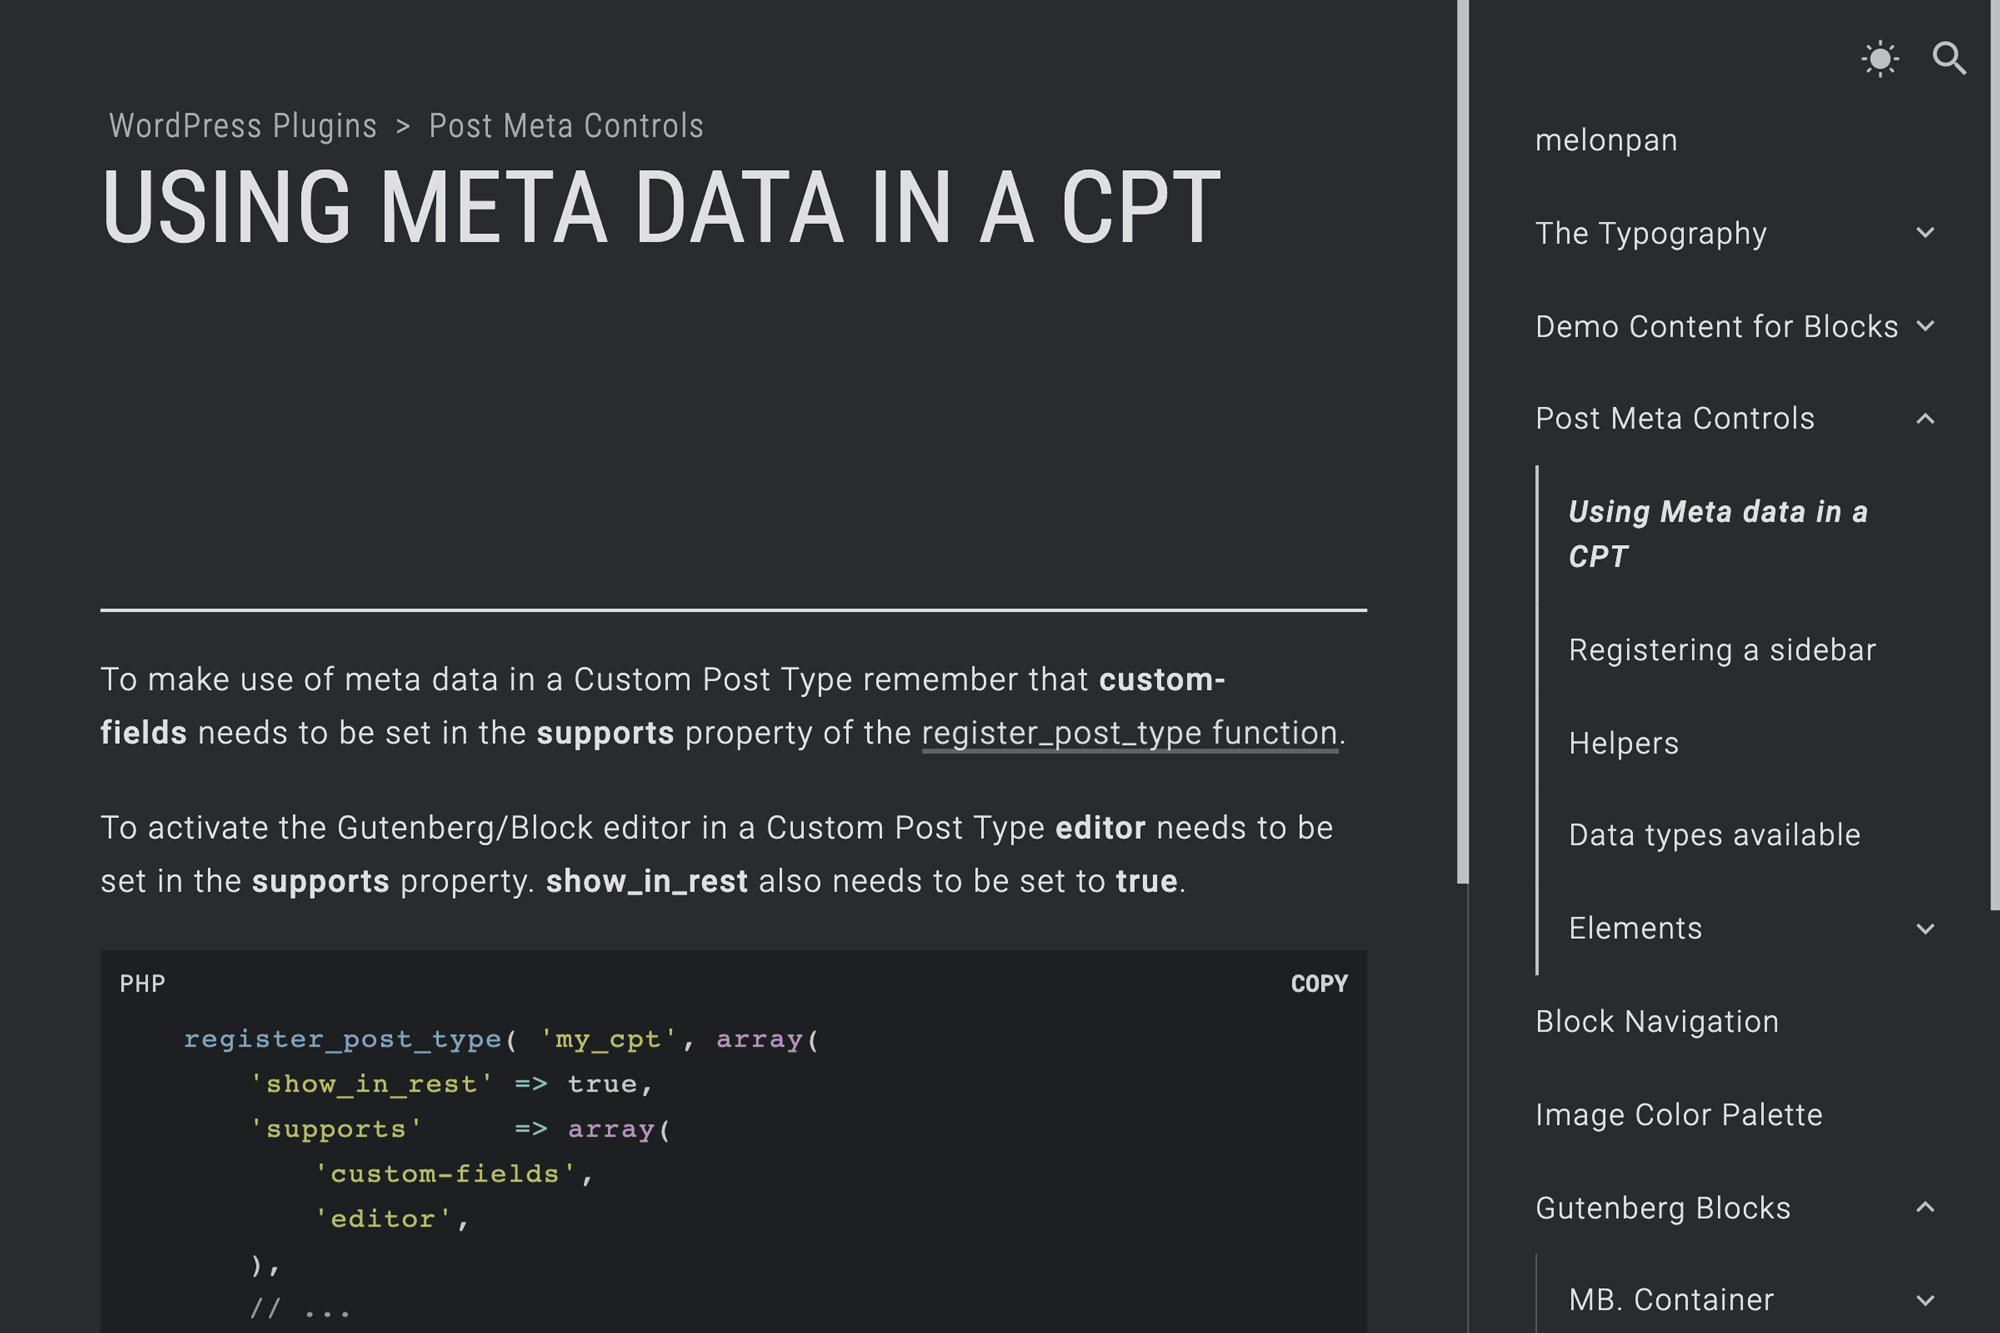 WordPress Plugins > Post Meta Controls
USING META DATA IN A CPT
To make use of meta data in a Custom Post Type remember that custom-
fields needs to be set in the supports property of the register_post_type function.
To activate the Gutenberg/Block editor in a Custom Post Type editor needs to be
set in the supports property. show_in_rest also needs to be set to true.
PHP
COPY
register_post_type( 'my_cpt', array(
    'show_in_rest' => true,
    'supports'     => array(
        'custom-fields',
        'editor',
    ),
    // ...
melonpan
The Typography
Demo Content for Blocks
Post Meta Controls
Using Meta data in a
CPT
Registering a sidebar
Helpers
Data types available
Elements
Block Navigation
Image Color Palette
Gutenberg Blocks
MB. Container